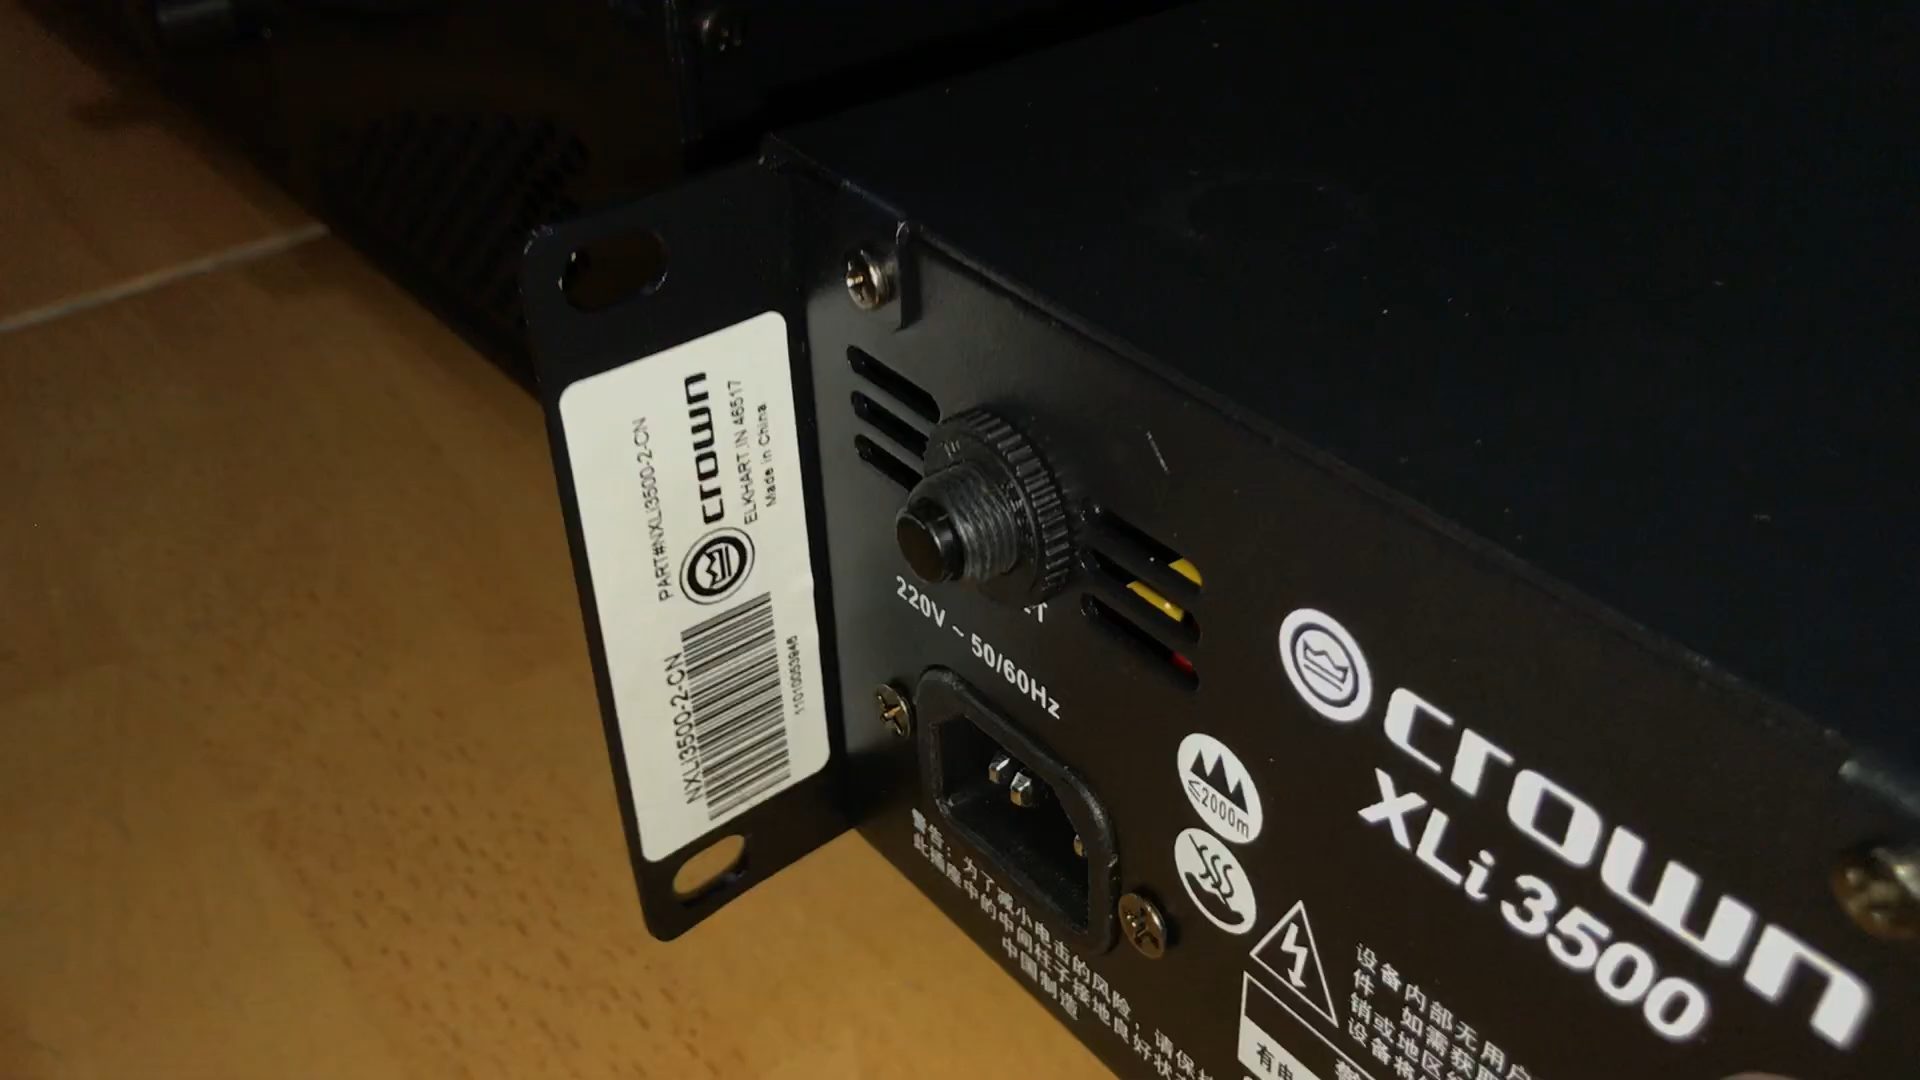 PART#NXLi3500-2-CN
crown
ELKHART, IN 46517
Made in China
NXLi3500-2-CN
11010053945
220V ~ 50/60Hz
≤2000m
crown
XLi 3500
警告：为了减小电击的风险，请保持
此插座中的中间柱子接地良好状
中国制造
设备内部无用户
件，如需获
销或地区
设备将
有电
警